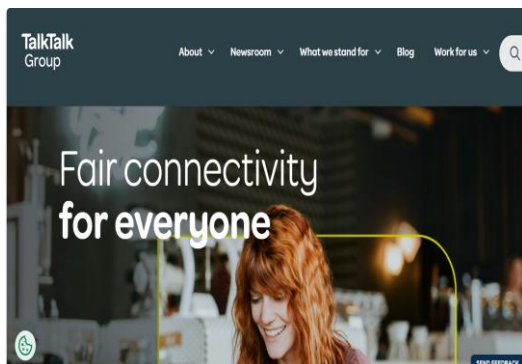 TalkTalk
Group
About
Newsroom
What we stand for
Blog
Work for us
Fair connectivity
for everyone
SEND FEEDBACK